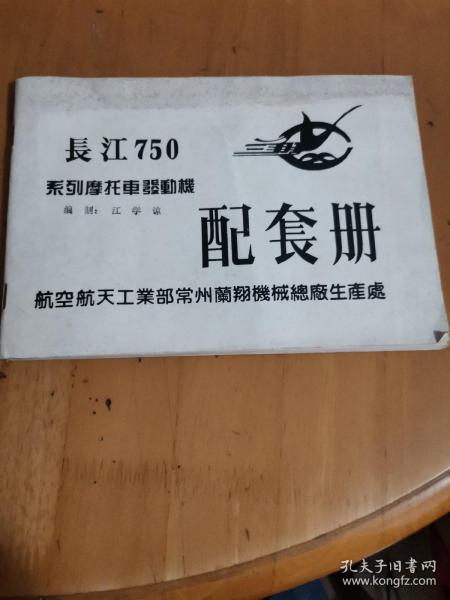 長江750
系列摩托車發動機
编制：江学谅
配套册
航空航天工業部常州蘭翔機械總廠生產處
孔夫子旧书网
www.kongfz.com